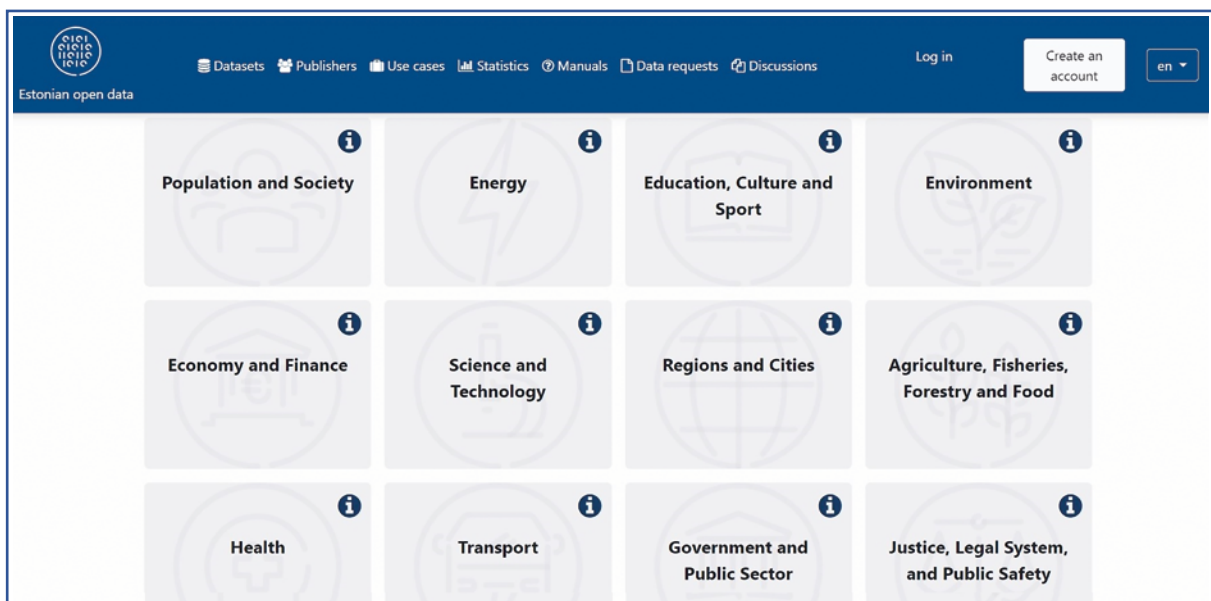 Estonian open data
Datasets Publishers Use cases Statistics Manuals Data requests Discussions
Log in
Create an
account
en
Population and Society
Energy
Education, Culture and
Sport
Environment
Economy and Finance
Science and
Technology
Regions and Cities
Agriculture, Fisheries,
Forestry and Food
Health
Transport
Government and
Public Sector
Justice, Legal System,
and Public Safety